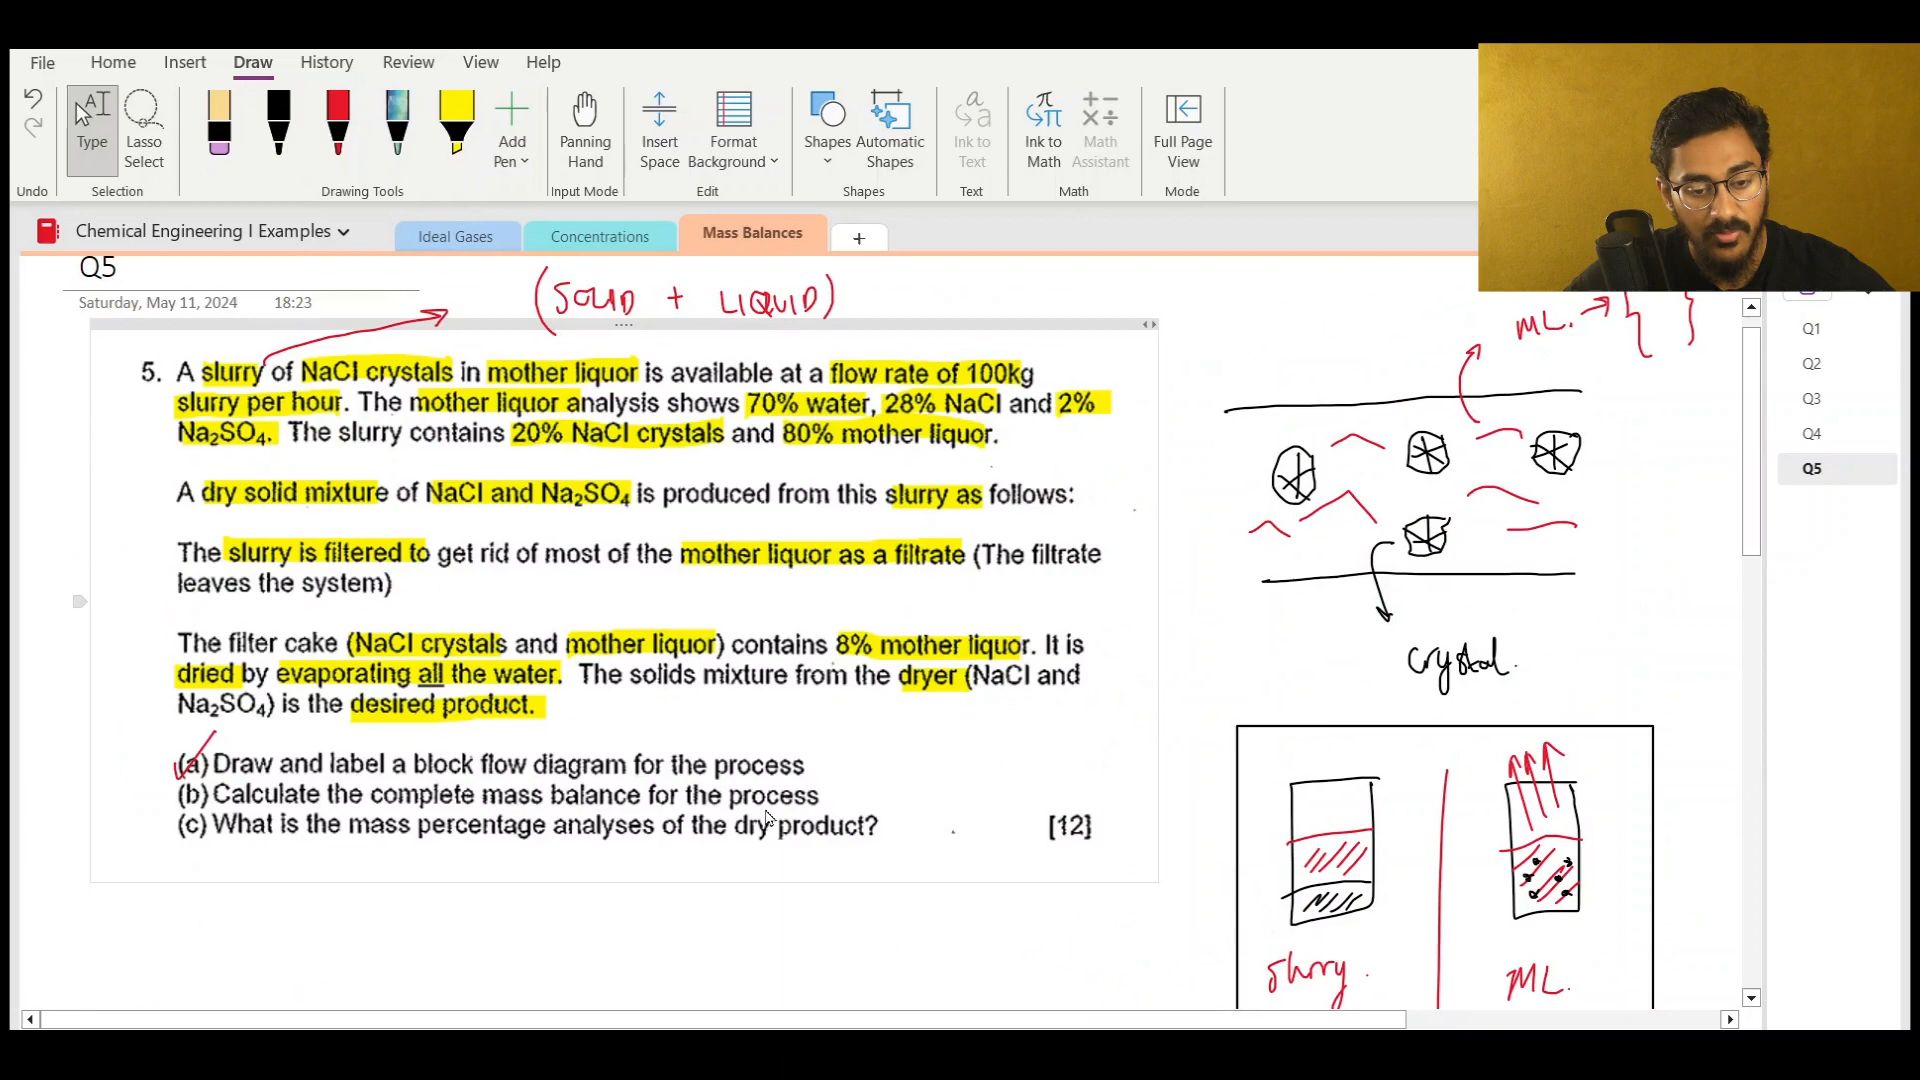 File Home Insert Draw History Review View Help
Type Lasso Select Add Pen Panning Hand Insert Space Format Background Shapes Automatic Shapes Ink to Text Ink to Math Math Assistant Full Page View
Undo Selection Drawing Tools Input Mode Edit Shapes Text Math Mode
Chemical Engineering I Examples Ideal Gases Concentrations Mass Balances +
Q5
Saturday, May 11, 2024 18:23
(SOLID + LIQUID)
5. A slurry of NaCl crystals in mother liquor is available at a flow rate of 100kg
slurry per hour. The mother liquor analysis shows 70% water, 28% NaCl and 2%
Na₂SO₄. The slurry contains 20% NaCl crystals and 80% mother liquor.
A dry solid mixture of NaCl and Na₂SO₄ is produced from this slurry as follows:
The slurry is filtered to get rid of most of the mother liquor as a filtrate (The filtrate
leaves the system)
The filter cake (NaCl crystals and mother liquor) contains 8% mother liquor. It is
dried by evaporating all the water. The solids mixture from the dryer (NaCl and
Na₂SO₄) is the desired product.
(a) Draw and label a block flow diagram for the process
(b) Calculate the complete mass balance for the process
(c) What is the mass percentage analyses of the dry product? [12]
ML. → { }
crystal.
slurry.
ML.
Q1
Q2
Q3
Q4
Q5